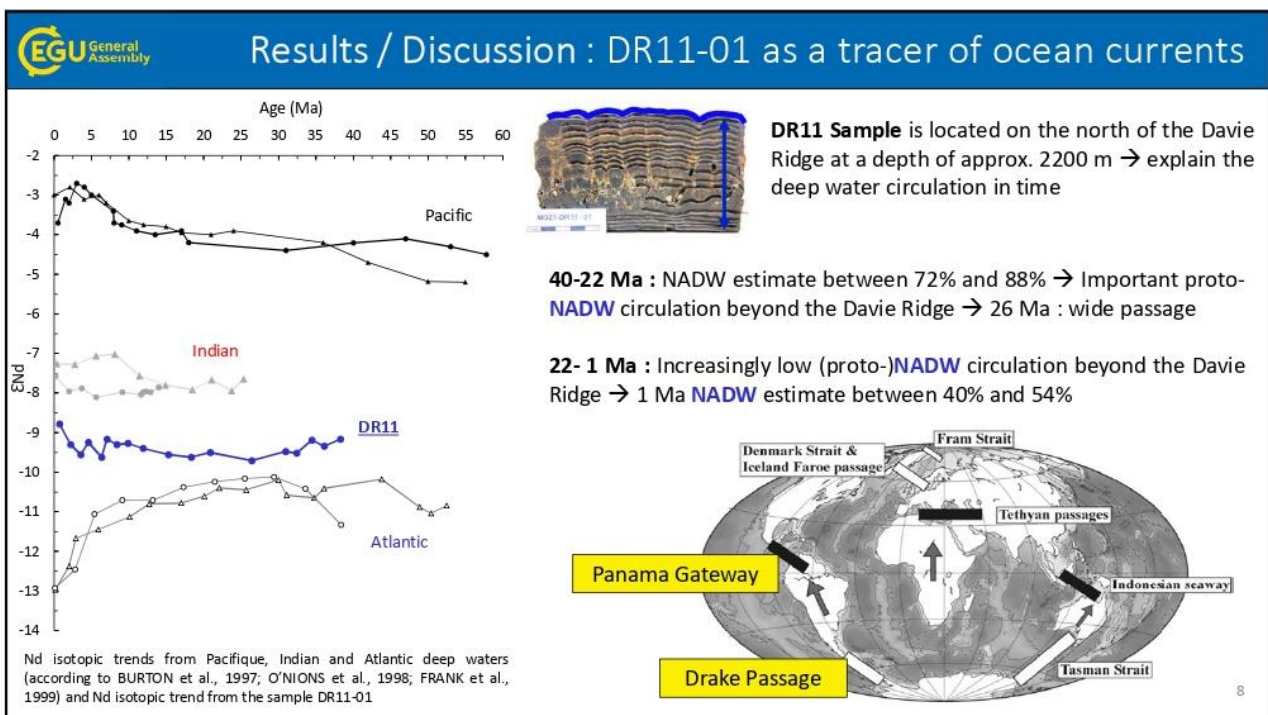 EGU General Assembly
Results / Discussion : DR11-01 as a tracer of ocean currents
Age (Ma)
0 5 10 15 20 25 30 35 40 45 50 55 60
-2
-3
-4
-5
-6
-7
-8
-9
-10
-11
-12
-13
-14
εNd
Pacific
Indian
DR11
Atlantic
Nd isotopic trends from Pacifique, Indian and Atlantic deep waters
(according to BURTON et al., 1997; O'NIONS et al., 1998; FRANK et al.,
1999) and Nd isotopic trend from the sample DR11-01
MOZ1-DR11-01
DR11 Sample is located on the north of the Davie
Ridge at a depth of approx. 2200 m → explain the
deep water circulation in time
40-22 Ma : NADW estimate between 72% and 88% → Important proto-
NADW circulation beyond the Davie Ridge → 26 Ma : wide passage
22- 1 Ma : Increasingly low (proto-)NADW circulation beyond the Davie
Ridge → 1 Ma NADW estimate between 40% and 54%
Fram Strait
Denmark Strait &
Iceland Faroe passage
Tethyan passages
Panama Gateway
Indonesian seaway
Drake Passage
Tasman Strait
8